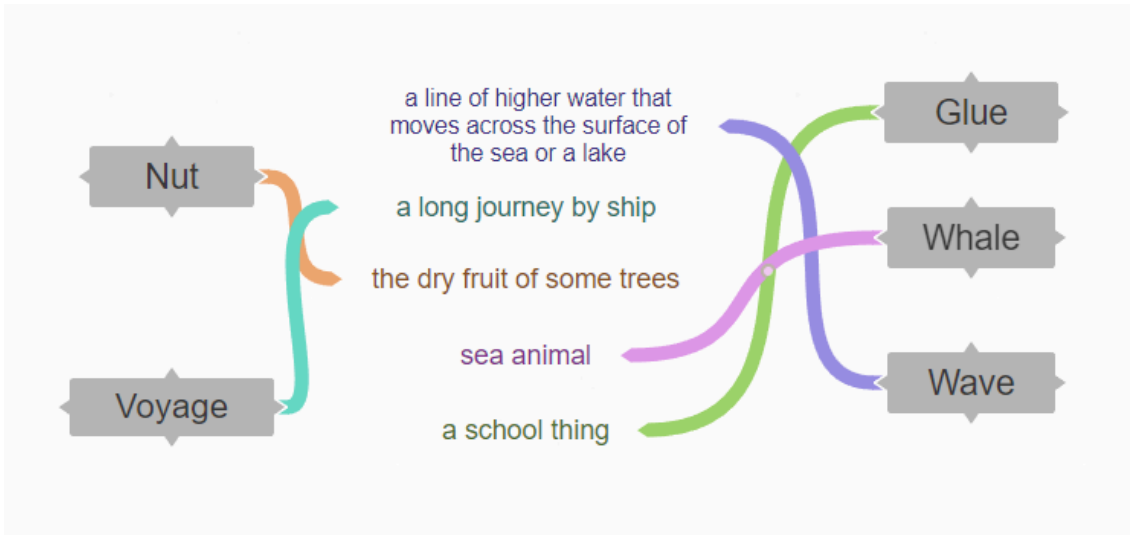 Nut
Voyage
a line of higher water that
moves across the surface of
the sea or a lake
a long journey by ship
the dry fruit of some trees
sea animal
a school thing
Glue
Whale
Wave